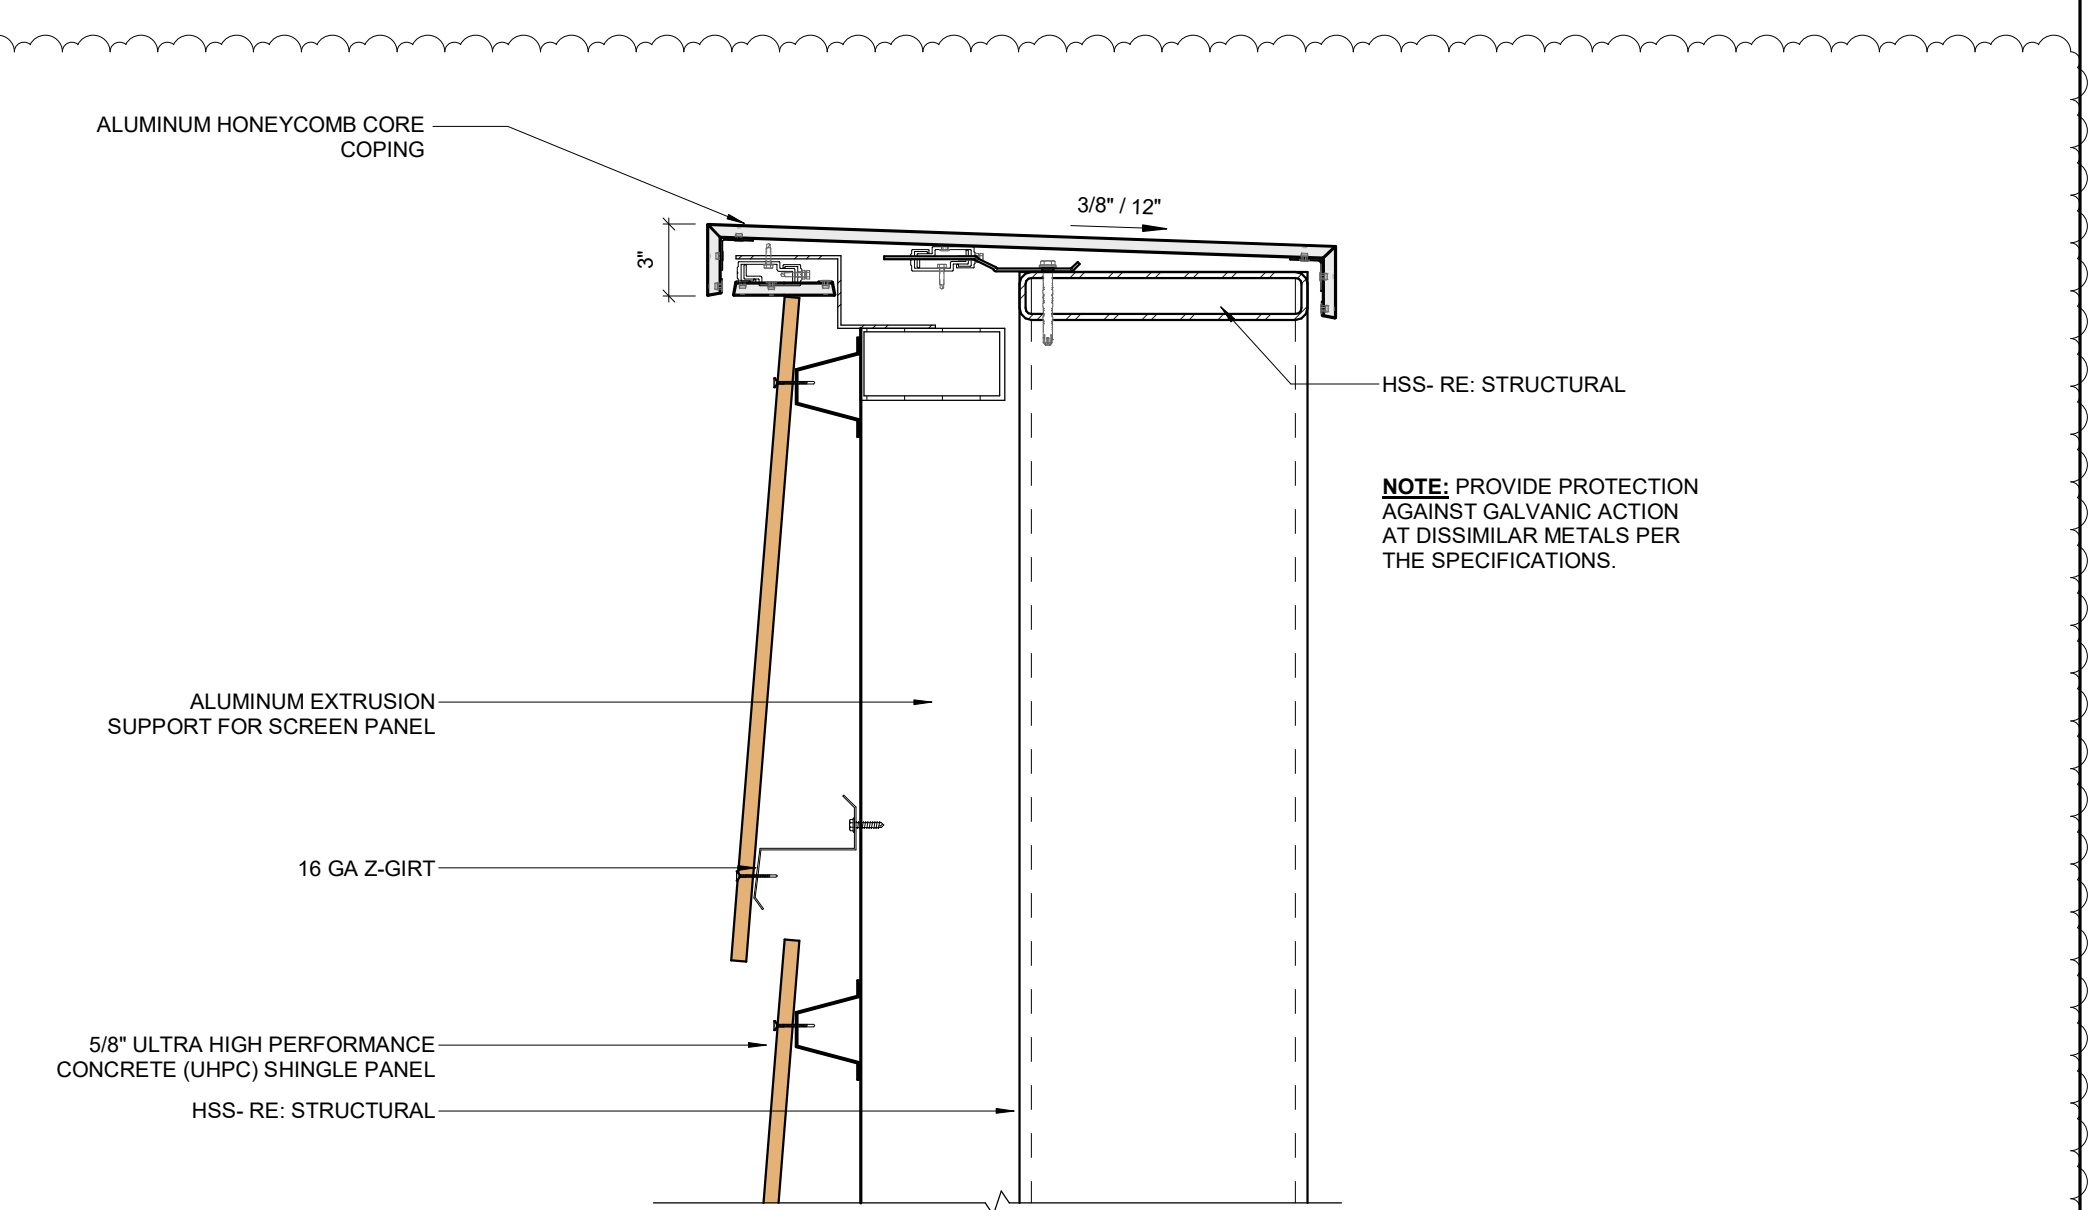 ALUMINUM HONEYCOMB CORE
COPING
3/8" / 12"
3"
HSS- RE: STRUCTURAL
NOTE: PROVIDE PROTECTION
AGAINST GALVANIC ACTION
AT DISSIMILAR METALS PER
THE SPECIFICATIONS.
ALUMINUM EXTRUSION
SUPPORT FOR SCREEN PANEL
16 GA Z-GIRT
5/8" ULTRA HIGH PERFORMANCE
CONCRETE (UHPC) SHINGLE PANEL
HSS- RE: STRUCTURAL